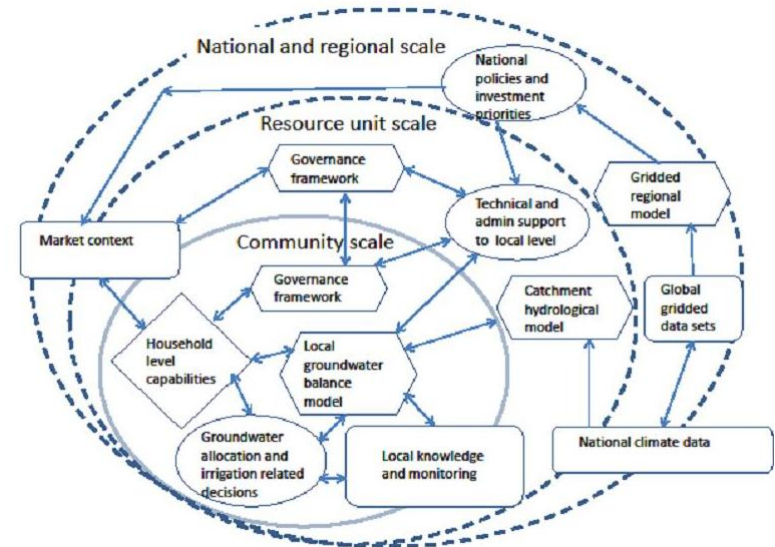 National and regional scale
National
policies and
investment
priorities
Resource unit scale
Governance
framework
Gridded
regional
model
Technical and
admin support
to local level
Market context
Community scale
Governance
framework
Catchment
hydrological
model
Global
gridded
data sets
Household
level
capabilities
Local
groundwater
balance
model
Groundwater
allocation and
irrigation related
decisions
Local knowledge
and monitoring
National climate data